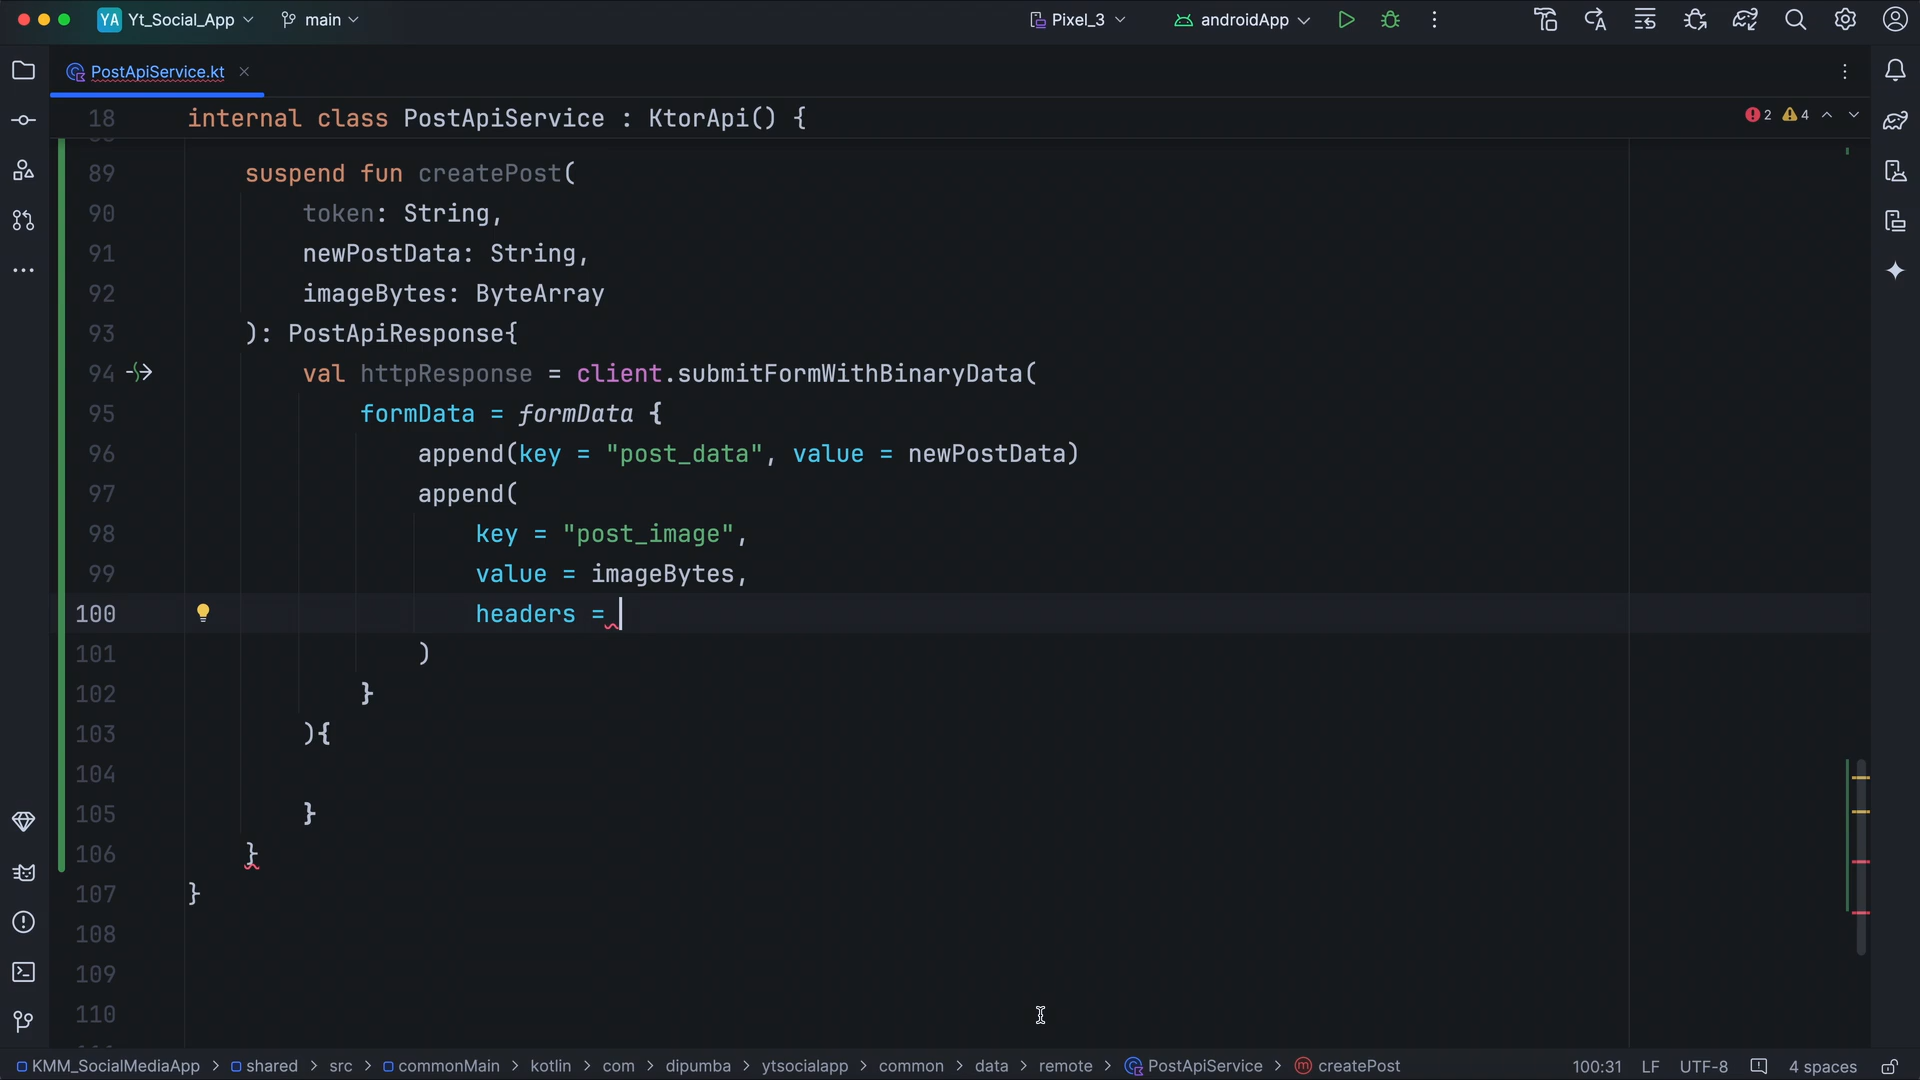 YA Yt_Social_App main Pixel_3 androidApp
PostApiService.kt
18 internal class PostApiService : KtorApi() { 2 4
89 suspend fun createPost(
90 token: String,
91 newPostData: String,
92 imageBytes: ByteArray
93 ): PostApiResponse{
94 val httpResponse = client.submitFormWithBinaryData(
95 formData = formData {
96 append(key = "post_data", value = newPostData)
97 append(
98 key = "post_image",
99 value = imageBytes,
100 headers =
101 )
102 }
103 ){
104
105 }
106 }
107 }
108
109
110
KMM_SocialMediaApp > shared > src > commonMain > kotlin > com > dipumba > ytsocialapp > common > data > remote > PostApiService > createPost 100:31 LF UTF-8 4 spaces